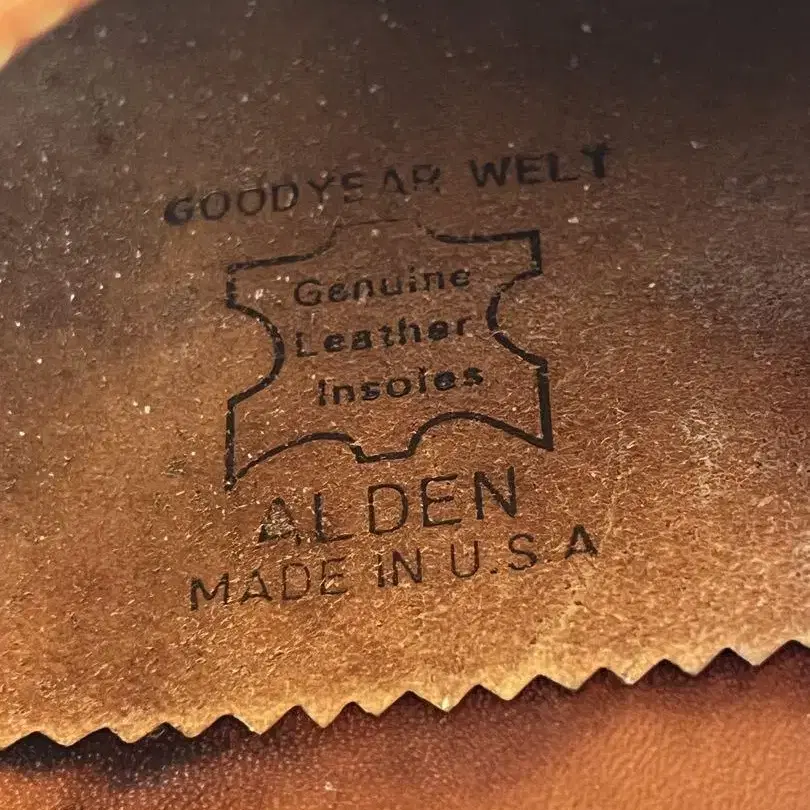 GOODYEAR WELT
Genuine
Leather
Insoles
ALDEN
MADE IN U.S.A